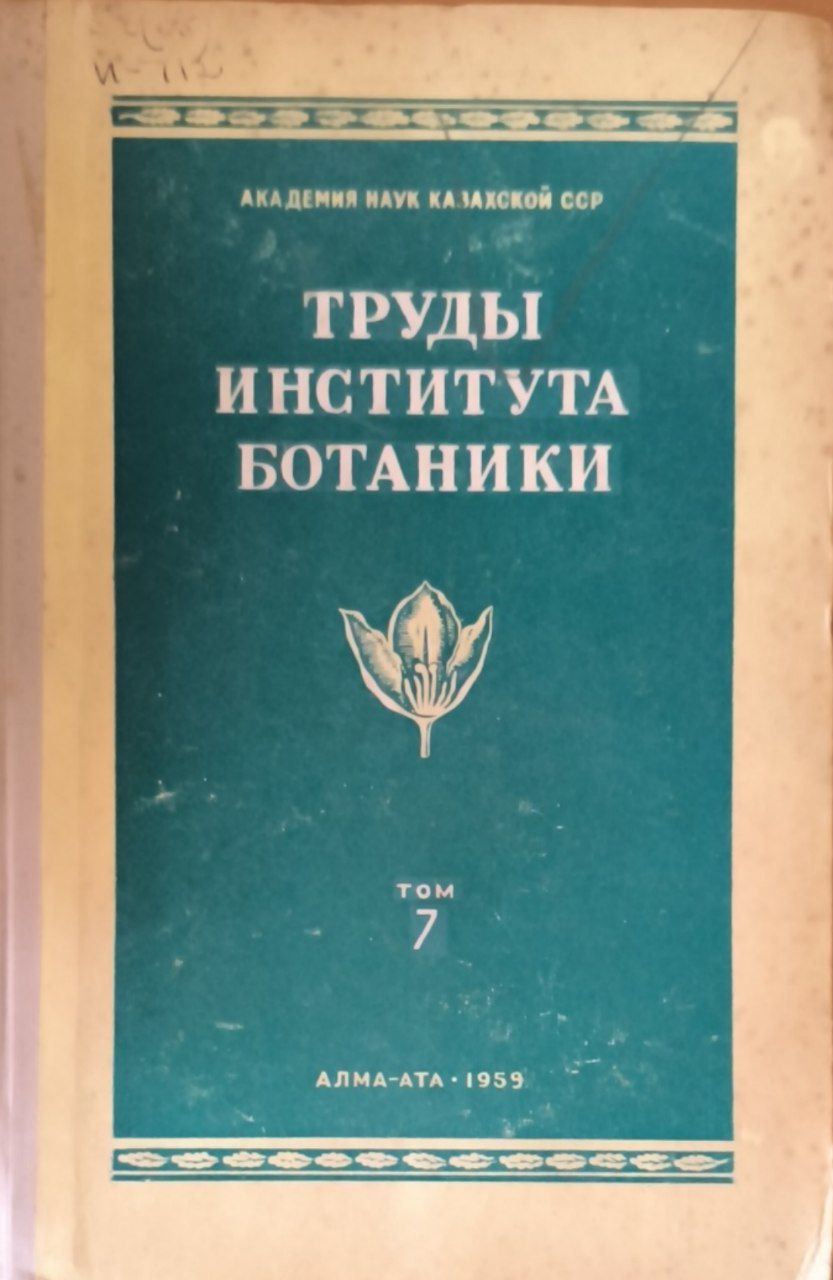 АКАДЕМИЯ НАУК КАЗАХСКОЙ ССР
ТРУДЫ
ИНСТИТУТА
БОТАНИКИ
ТОМ
7
АЛМА-АТА · 1959